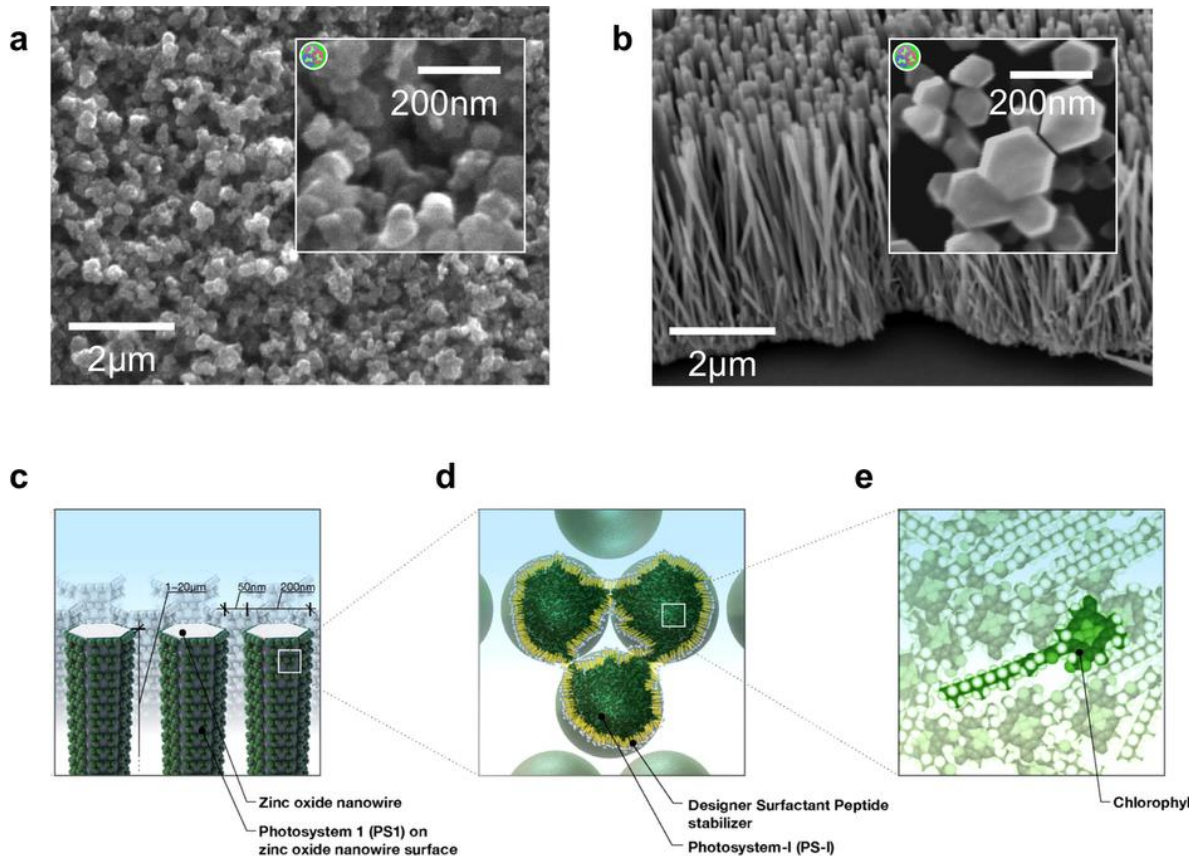 a
200nm
2μm
b
200nm
2μm
c
1-20μm
50nm
200nm
Zinc oxide nanowire
Photosystem 1 (PS1) on
zinc oxide nanowire surface
d
Designer Surfactant Peptide
stabilizer
Photosystem-I (PS-I)
e
Chlorophyl